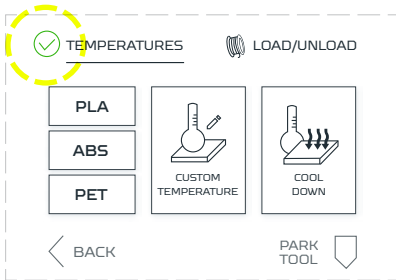 TEMPERATURES
LOAD/UNLOAD
PLA
ABS
PET
CUSTOM
TEMPERATURE
COOL
DOWN
BACK
PARK
TOOL